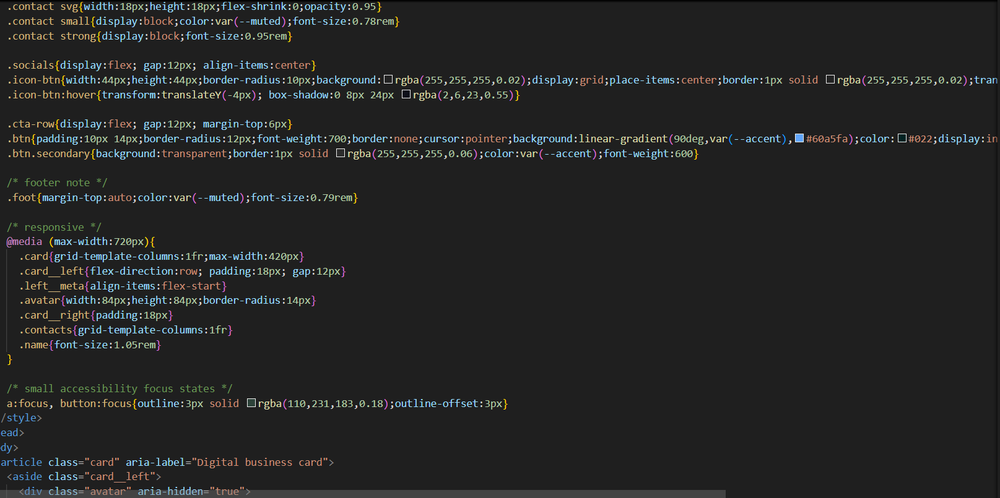 .contact svg{width:18px;height:18px;flex-shrink:0;opacity:0.95}
.contact small{display:block;color:var(--muted);font-size:0.78rem}
.contact strong{display:block;font-size:0.95rem}
.socials{display:flex; gap:12px; align-items:center}
.icon-btn{width:44px;height:44px;border-radius:10px;background:rgba(255,255,255,0.02);display:grid;place-items:center;border:1px solid rgba(255,255,255,0.02);tran
.icon-btn:hover{transform:translateY(-4px); box-shadow:0 8px 24px rgba(2,6,23,0.55)}
.cta-row{display:flex; gap:12px; margin-top:6px}
.btn{padding:10px 14px;border-radius:12px;font-weight:700;border:none;cursor:pointer;background:linear-gradient(90deg,var(--accent),#60a5fa);color:#022;display:in
.btn.secondary{background:transparent;border:1px solid rgba(255,255,255,0.06);color:var(--accent);font-weight:600}
/* footer note */
.foot{margin-top:auto;color:var(--muted);font-size:0.79rem}
/* responsive */
@media (max-width:720px){
.card{grid-template-columns:1fr;max-width:420px}
.card__left{flex-direction:row; padding:18px; gap:12px}
.left__meta{align-items:flex-start}
.avatar{width:84px;height:84px;border-radius:14px}
.card__right{padding:18px}
.contacts{grid-template-columns:1fr}
.name{font-size:1.05rem}
}
/* small accessibility focus states */
a:focus, button:focus{outline:3px solid rgba(110,231,183,0.18);outline-offset:3px}
/style>
ead>
dy>
article class="card" aria-label="Digital business card">
<aside class="card__left">
<div class="avatar" aria-hidden="true">